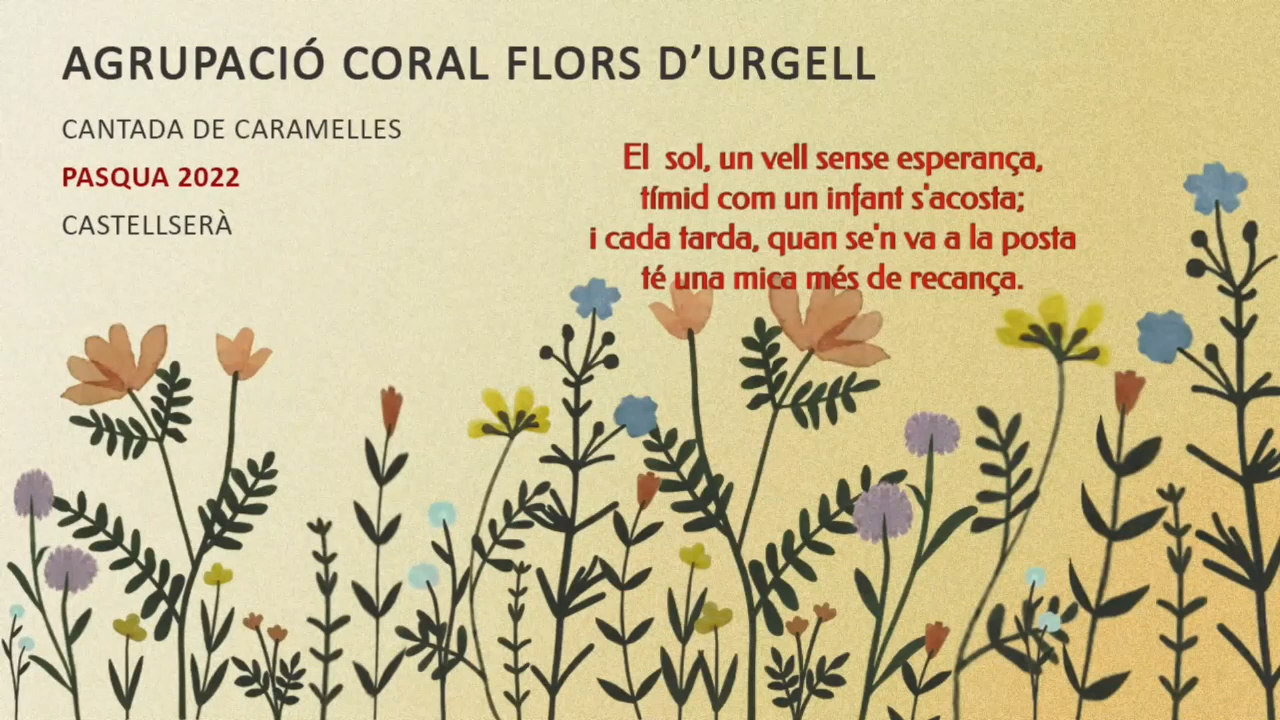 AGRUPACIÓ CORAL FLORS D’URGELL
CANTADA DE CARAMELLES
PASQUA 2022
CASTELLSERÀ
El sol, un vell sense esperança,
tímid com un infant s'acosta;
i cada tarda, quan se'n va a la posta
té una mica més de recança.